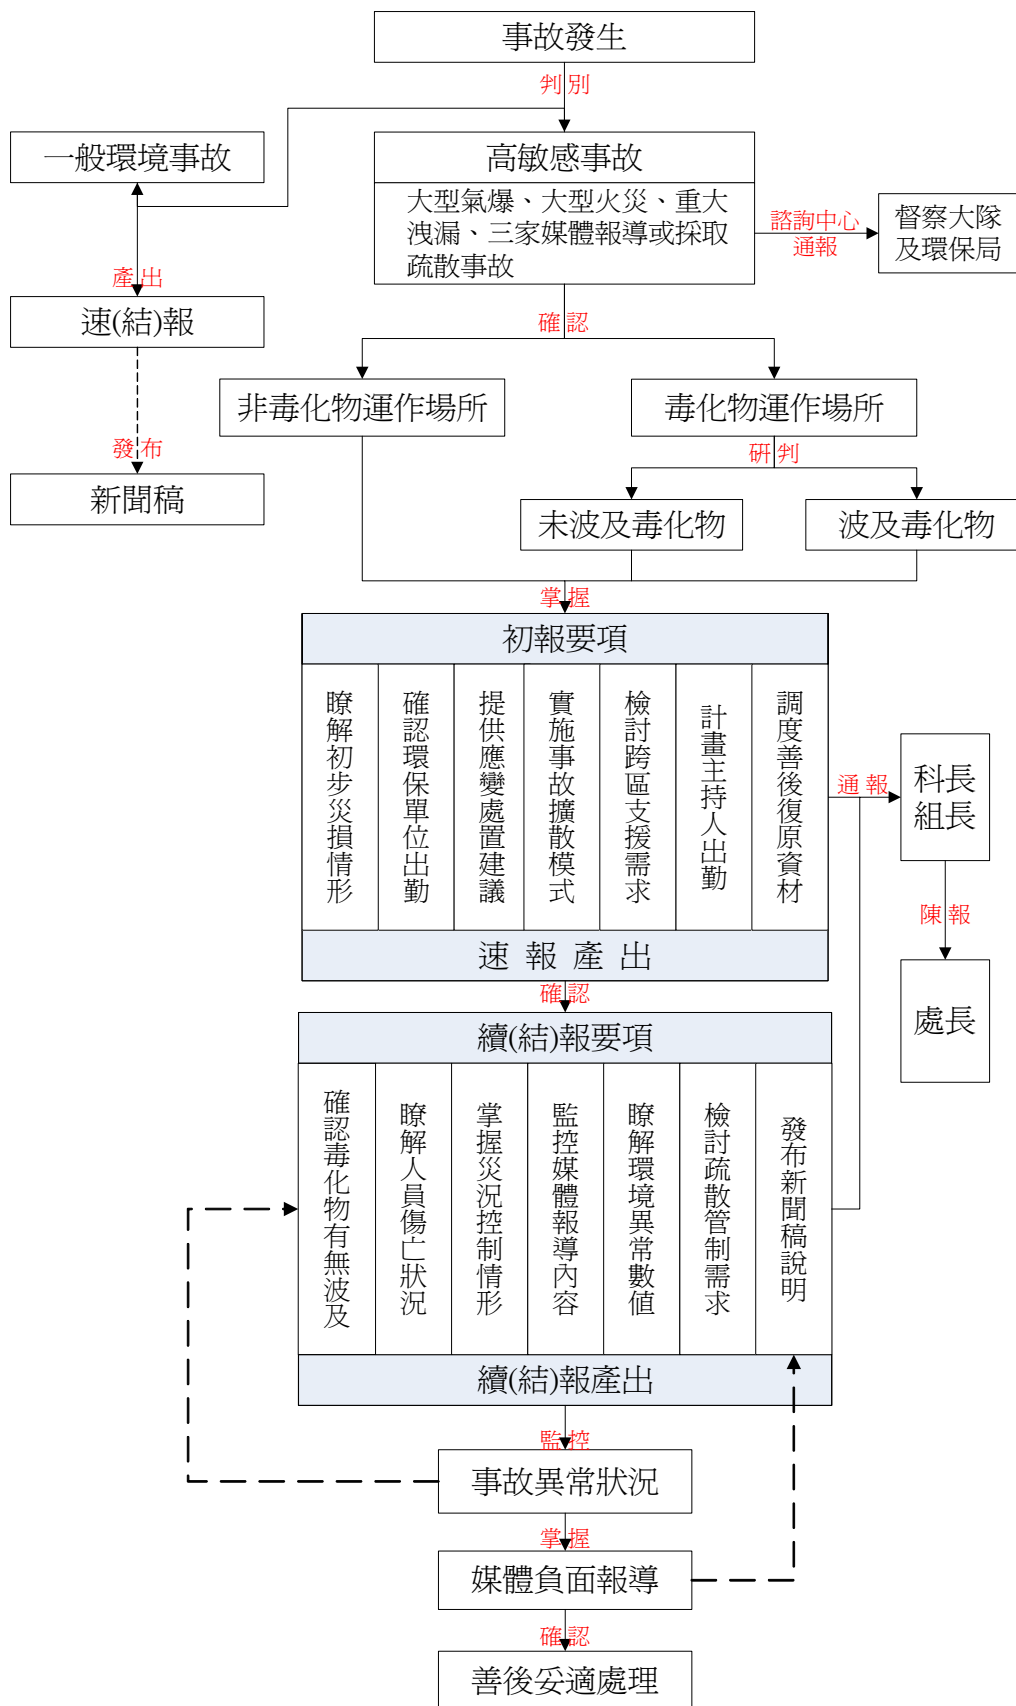 事故發生
判別
一般環境事故
高敏感事故
大型氣爆、大型火災、重大
洩漏、三家媒體報導或採取
疏散事故
諮詢中心
通報
督察大隊
及環保局
產出
速(結)報
發布
新聞稿
確認
非毒化物運作場所
毒化物運作場所
研判
未波及毒化物
波及毒化物
掌握
初報要項
瞭解初步災損情形
確認環保單位出勤
提供應變處置建議
實施事故擴散模式
檢討跨區支援需求
計畫主持人出勤
調度善後復原資材
速報產出
通報
科長
組長
陳報
處長
確認
續(結)報要項
確認毒化物有無波及
瞭解人員傷亡狀況
掌握災況控制情形
監控媒體報導內容
瞭解環境異常數值
檢討疏散管制需求
發布新聞稿說明
續(結)報產出
監控
事故異常狀況
掌握
媒體負面報導
確認
善後妥適處理